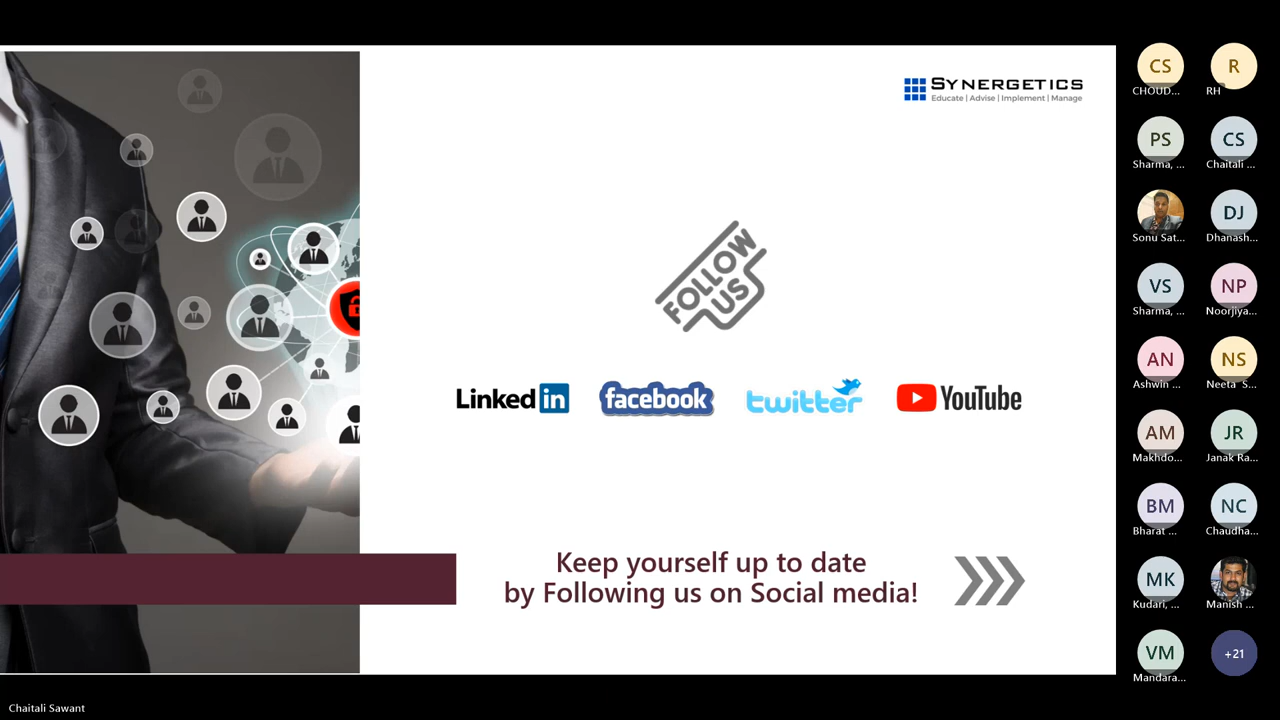 SYNERGETICS
Educate | Advise | Implement | Manage
FOLLOW
US
Linked in
facebook
twitter
YouTube
Keep yourself up to date
by Following us on Social media!
CS
CHOUD...
R
RH
PS
Sharma, ...
CS
Chaitali ...
Sonu Sat...
DJ
Dhanash...
VS
Sharma, ...
NP
Noorjiya...
AN
Ashwin ...
NS
Neeta S...
AM
Makhdo...
JR
Janak Ra...
BM
Bharat ...
NC
Chaudha...
MK
Kudari, ...
Manish ...
VM
Mandara...
+21
Chaitali Sawant